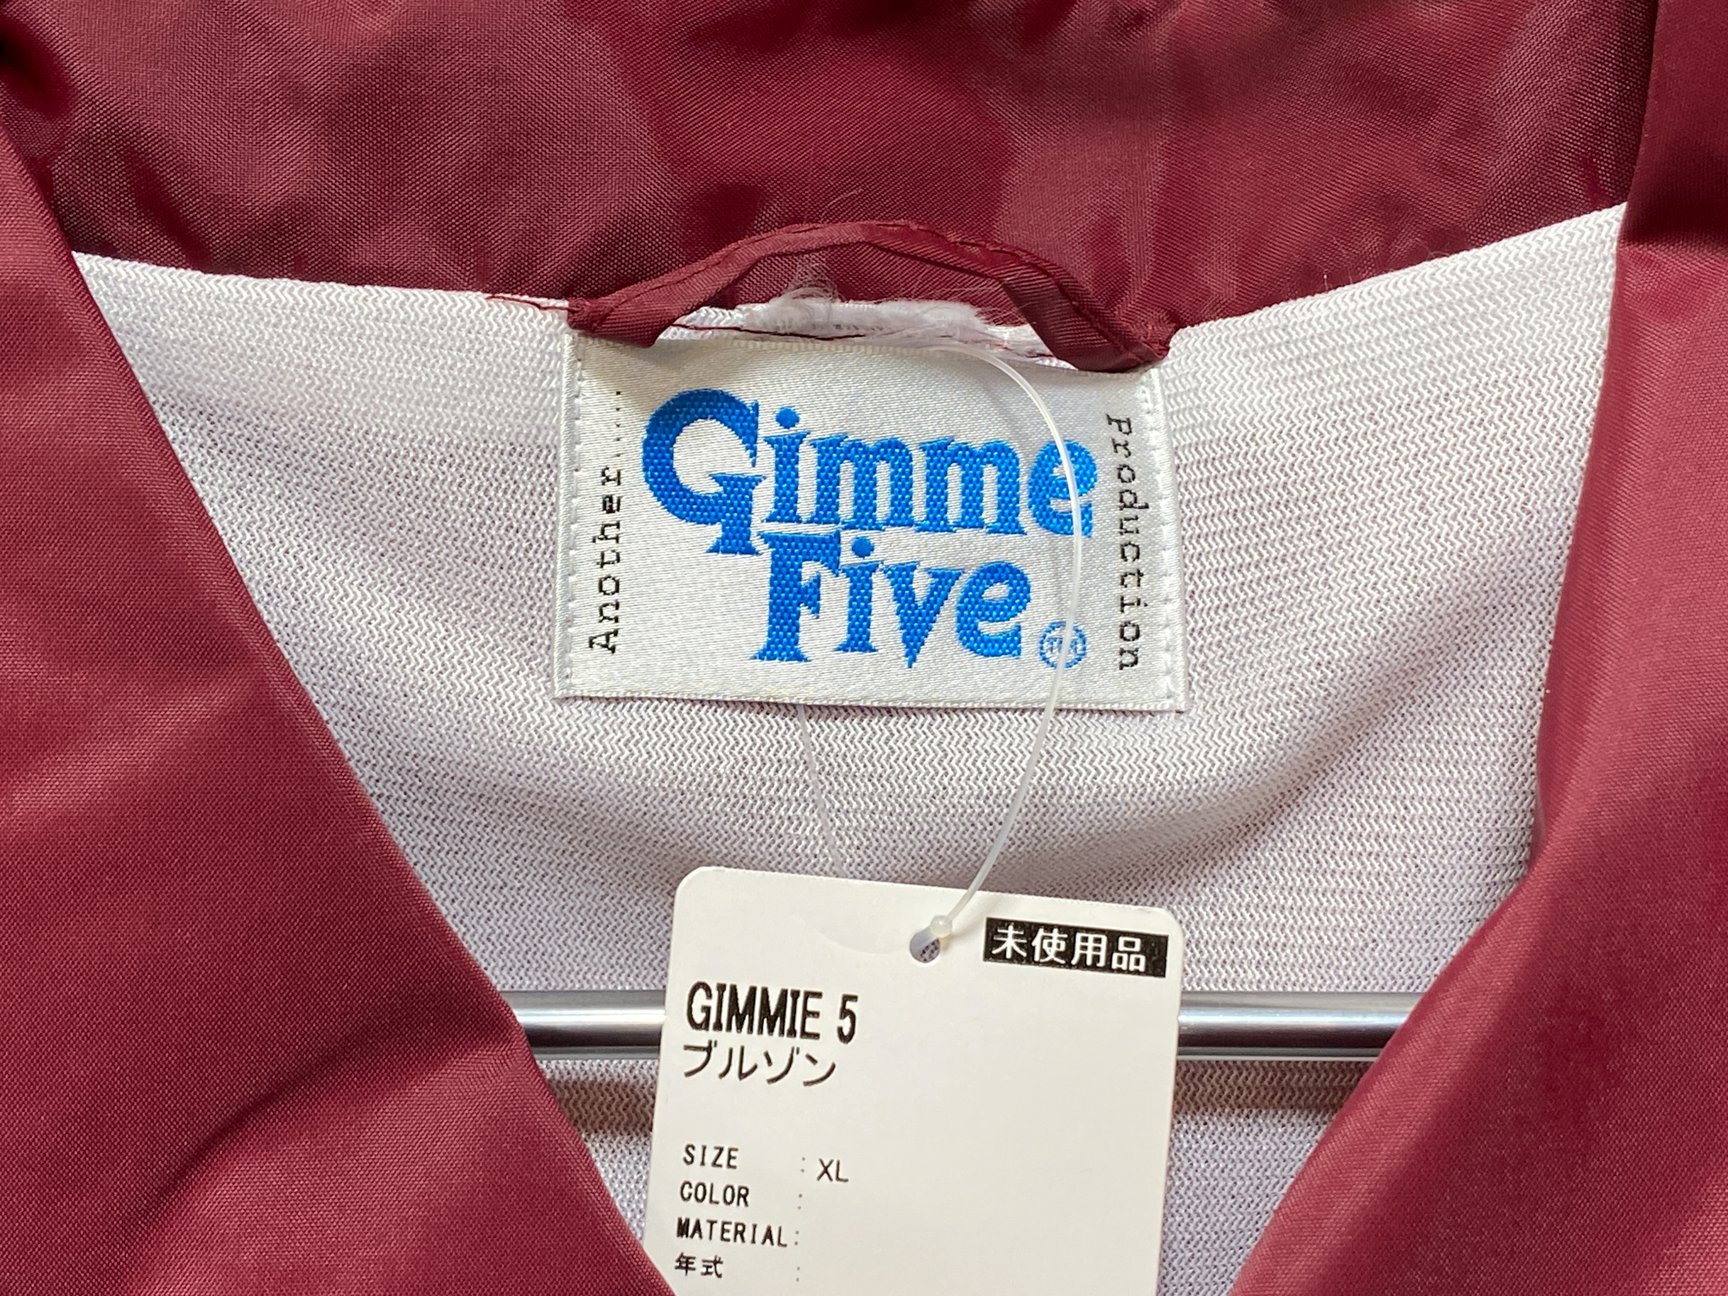 Another.....
Gimme
Five
Production
未使用品
GIMMIE 5
ブルゾン
SIZE : XL
COLOR :
MATERIAL:
年式 :